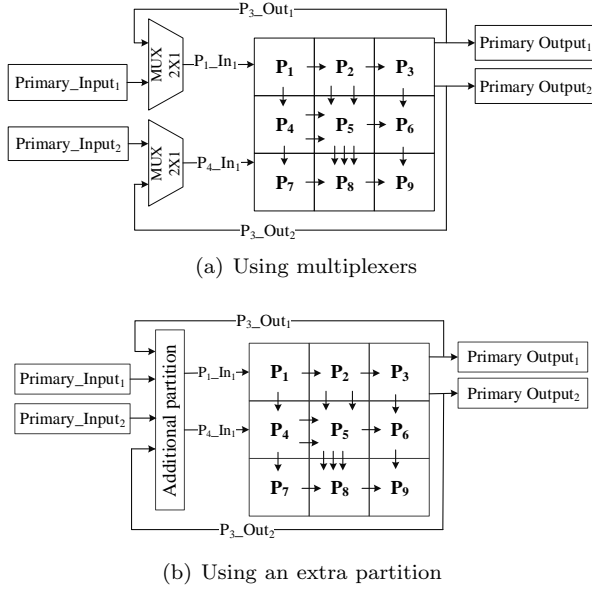 P3_Out1
MUX
2X1
P1_In1
Primary_Input1
Primary_Input2
MUX
2X1
P4_In1
P1 P2 P3
P4 P5 P6
P7 P8 P9
Primary Output1
Primary Output2
P3_Out2
(a) Using multiplexers
P3_Out1
Primary_Input1
Primary_Input2
Additional partition
P1_In1
P4_In1
P1 P2 P3
P4 P5 P6
P7 P8 P9
Primary Output1
Primary Output2
P3_Out2
(b) Using an extra partition